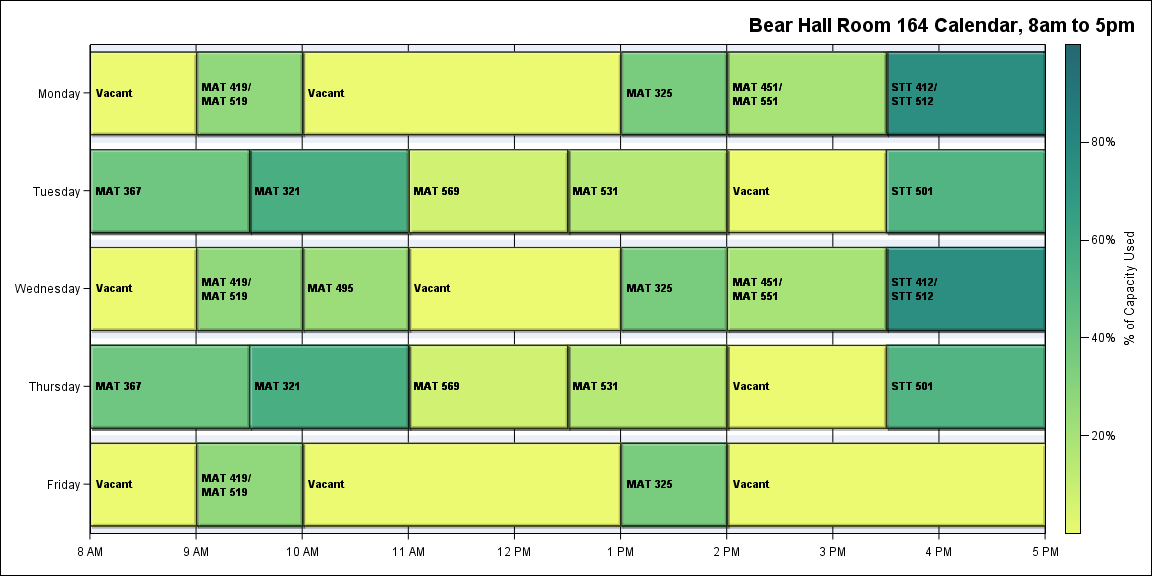 Bear Hall Room 164 Calendar, 8am to 5pm
Monday
Vacant
MAT 419/
MAT 519
Vacant
MAT 325
MAT 451/
MAT 551
STT 412/
STT 512
Tuesday
MAT 367
MAT 321
MAT 569
MAT 531
Vacant
STT 501
Wednesday
Vacant
MAT 419/
MAT 519
MAT 495
Vacant
MAT 325
MAT 451/
MAT 551
STT 412/
STT 512
Thursday
MAT 367
MAT 321
MAT 569
MAT 531
Vacant
STT 501
Friday
Vacant
MAT 419/
MAT 519
Vacant
MAT 325
Vacant
8 AM
9 AM
10 AM
11 AM
12 PM
1 PM
2 PM
3 PM
4 PM
5 PM
80%
60%
40%
20%
% of Capacity Used